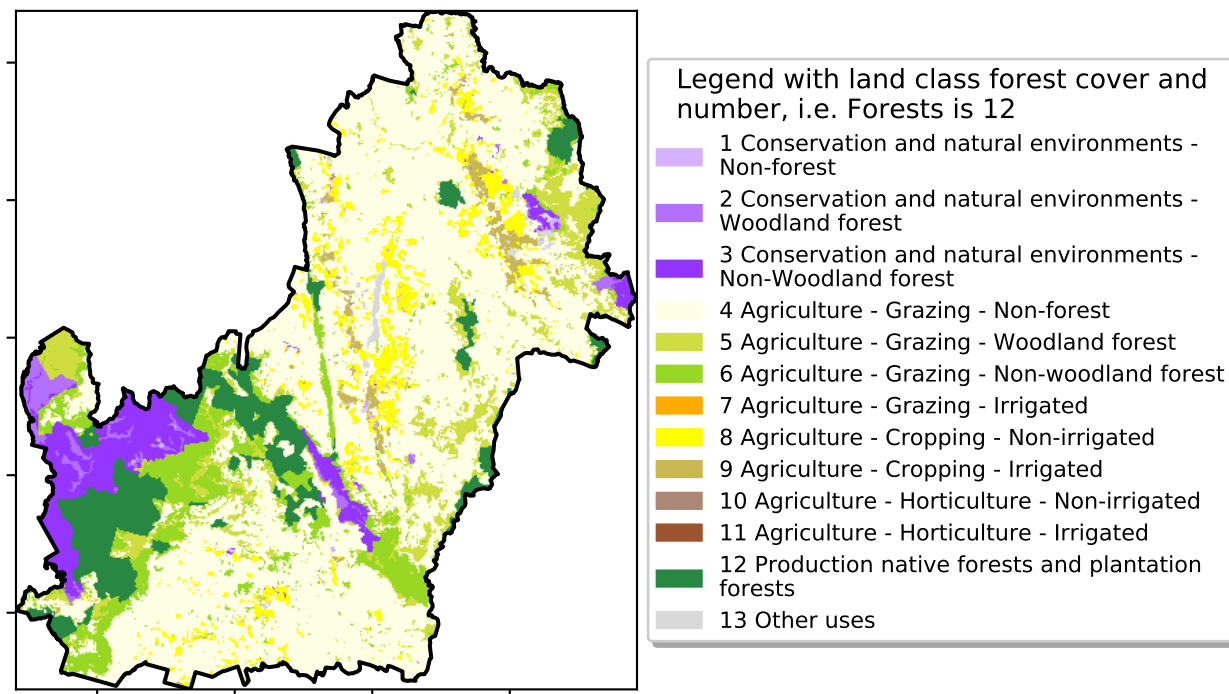 Legend with land class forest cover and
number, i.e. Forests is 12
1 Conservation and natural environments -
Non-forest
2 Conservation and natural environments -
Woodland forest
3 Conservation and natural environments -
Non-Woodland forest
4 Agriculture - Grazing - Non-forest
5 Agriculture - Grazing - Woodland forest
6 Agriculture - Grazing - Non-woodland forest
7 Agriculture - Grazing - Irrigated
8 Agriculture - Cropping - Non-irrigated
9 Agriculture - Cropping - Irrigated
10 Agriculture - Horticulture - Non-irrigated
11 Agriculture - Horticulture - Irrigated
12 Production native forests and plantation
forests
13 Other uses